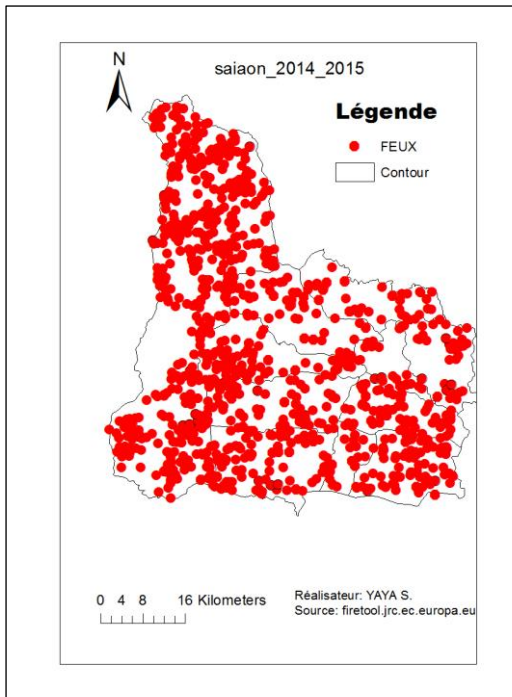 N
saiaon_2014_2015
Légende
FEUX
Contour
0 4 8 16 Kilometers
Réalisateur: YAYA S.
Source: firetool.jrc.ec.europa.eu